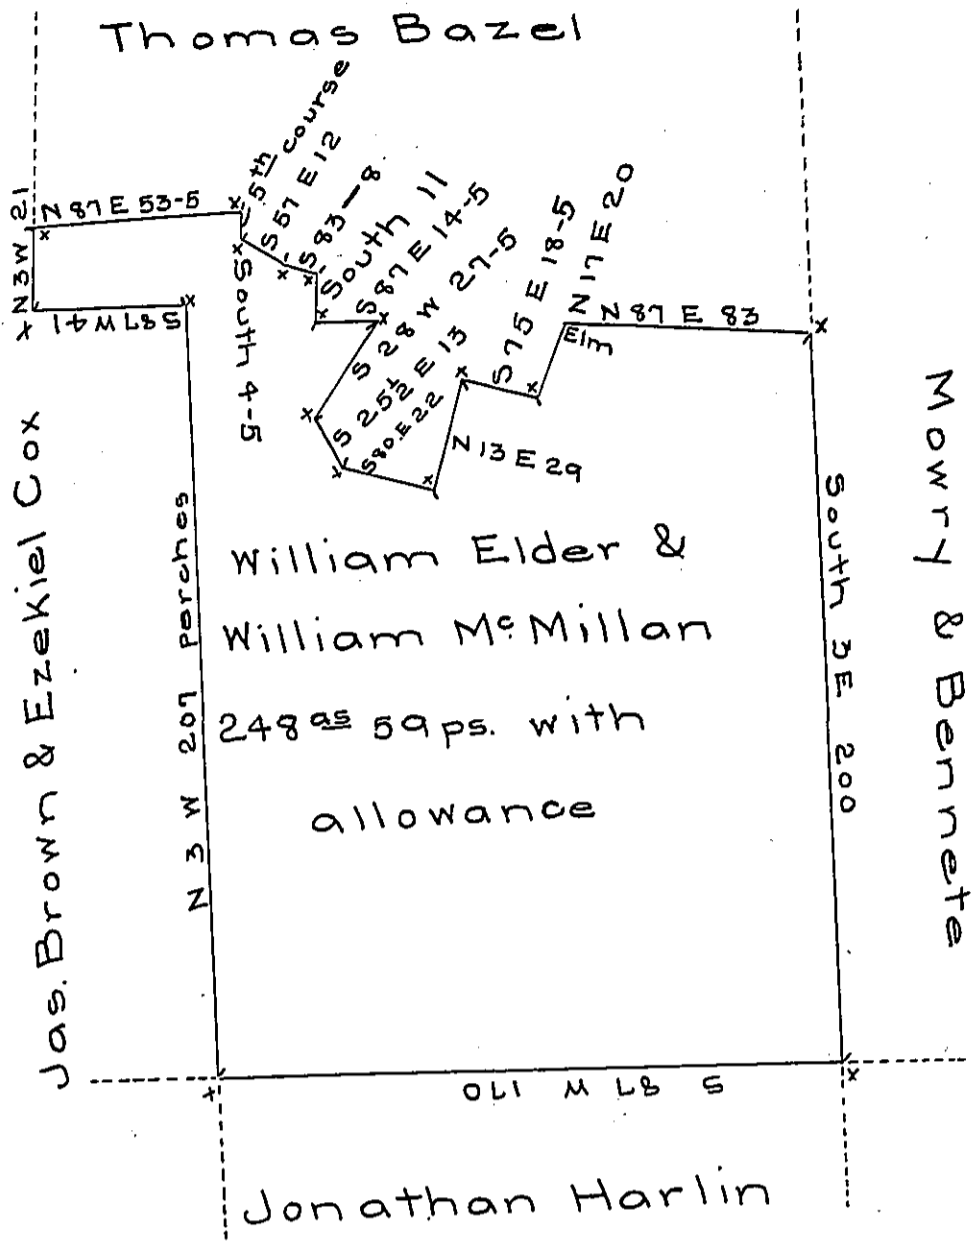 Thomas Bazel
N 3 W 21
N 87 E 53-5
5th course
S 57 E 12
S-83-8
South 11
S 87 E 14-5
S 28 W 27-5
S 25½ E 13
S 80.E 22
N 13 E 29
S 75 E 18-5
N 17 E 20
Elm
N 87 E 83
S 87 W 41
South 4-5
Jas. Brown & Ezekiel Cox
N 3 W 207 perches
William Elder &
William Mc Millan
248 as 59 ps. with
allowance
South 3 E 200
Mowry & Bennete
S 87 W 170
Jonathan Harlin